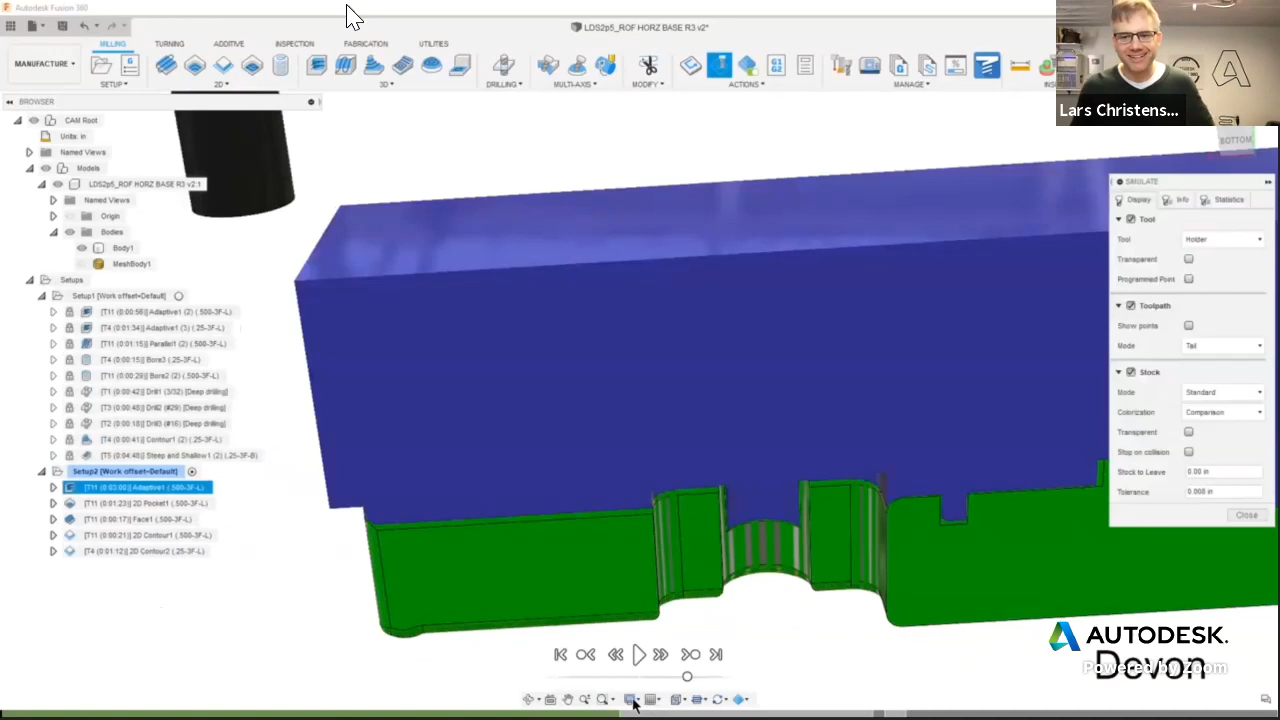 Autodesk Fusion 360
LDS2p5_ROF HORZ BASE R3 v2*
MILLING TURNING ADDITIVE INSPECTION FABRICATION UTILITIES
MANUFACTURE
SETUP 2D 3D DRILLING MULTI-AXIS MODIFY ACTIONS MANAGE
BROWSER
CAM Root
Units: in
Named Views
Models
LDS2p5_ROF HORZ BASE R3 v2:1
Named Views
Origin
Bodies
Body1
MeshBody1
Setups
Setup1 [Work offset=Default]
[T11 (0:00:56)] Adaptive1 (2) (.500-3F-L)
[T4 (0:01:34)] Adaptive1 (3) (.25-3F-L)
[T11 (0:01:15)] Parallel1 (2) (.500-3F-L)
[T4 (0:00:15)] Bore3 (.25-3F-L)
[T11 (0:00:29)] Bore2 (2) (.500-3F-L)
[T1 (0:00:42)] Drill1 (3/32) [Deep drilling]
[T3 (0:00:48)] Drill2 (#29) [Deep drilling]
[T2 (0:00:18)] Drill3 (#16) [Deep drilling]
[T4 (0:00:41)] Contour1 (2) (.25-3F-L)
[T5 (0:04:48)] Steep and Shallow1 (2) (.25-3F-B)
Setup2 [Work offset=Default]
[T11 (0:03:00)] Adaptive1 (.500-3F-L)
[T11 (0:01:23)] 2D Pocket1 (.500-3F-L)
[T11 (0:00:17)] Face1 (.500-3F-L)
[T11 (0:00:21)] 2D Contour1 (.500-3F-L)
[T4 (0:01:12)] 2D Contour2 (.25-3F-L)
Lars Christens...
BOTTOM
SIMULATE
Display Info Statistics
Tool
Tool Holder
Transparent
Programmed Point
Toolpath
Show points
Mode Tail
Stock
Mode Standard
Colorization Comparison
Transparent
Stop on collision
Stock to Leave 0.00 in
Tolerance 0.008 in
Close
AUTODESK.
Devon
Powered by Zoom